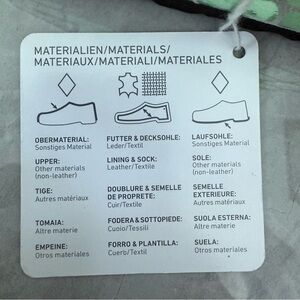 MATERIALIEN/MATERIALS/
MATERIAUX/MATERIALI/MATERIALES
OBERMATERIAL:
Sonstiges Material
UPPER:
Other materials
(non-leather)
TIGE:
Autres matériaux
TOMAIA:
Altre materie
EMPEINE:
Otros materiales
FUTTER & DECKSOHLE:
Leder/Textil
LINING & SOCK:
Leather/Textile
DOUBLURE & SEMELLE
DE PROPRETE:
Cuir/Textile
FODERA & SOTTOPIEDE:
Cuoio/Tessili
FORRO & PLANTILLA:
Cuero/Textil
LAUFSOHLE:
Sonstiges Material
SOLE:
Other materials
(non-leather)
SEMELLE
EXTERIEURE:
Autres matériaux
SUOLA ESTERNA:
Altre materie
SUELA:
Otros materiales